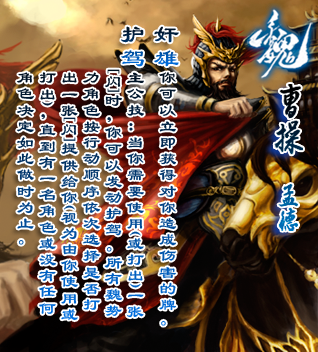 魏
曹操
孟德
奸雄你可以立即获得对你造成伤害的牌。
护驾主公技:当你需要使用(或打出)一张
[闪]时,你可以发动护驾。所有魏势
力角色按行动顺序依次选择是否打
出一张[闪]提供给你(视为由你使用或
打出),直到有一名角色或没有任何
角色决定如此做时为止。